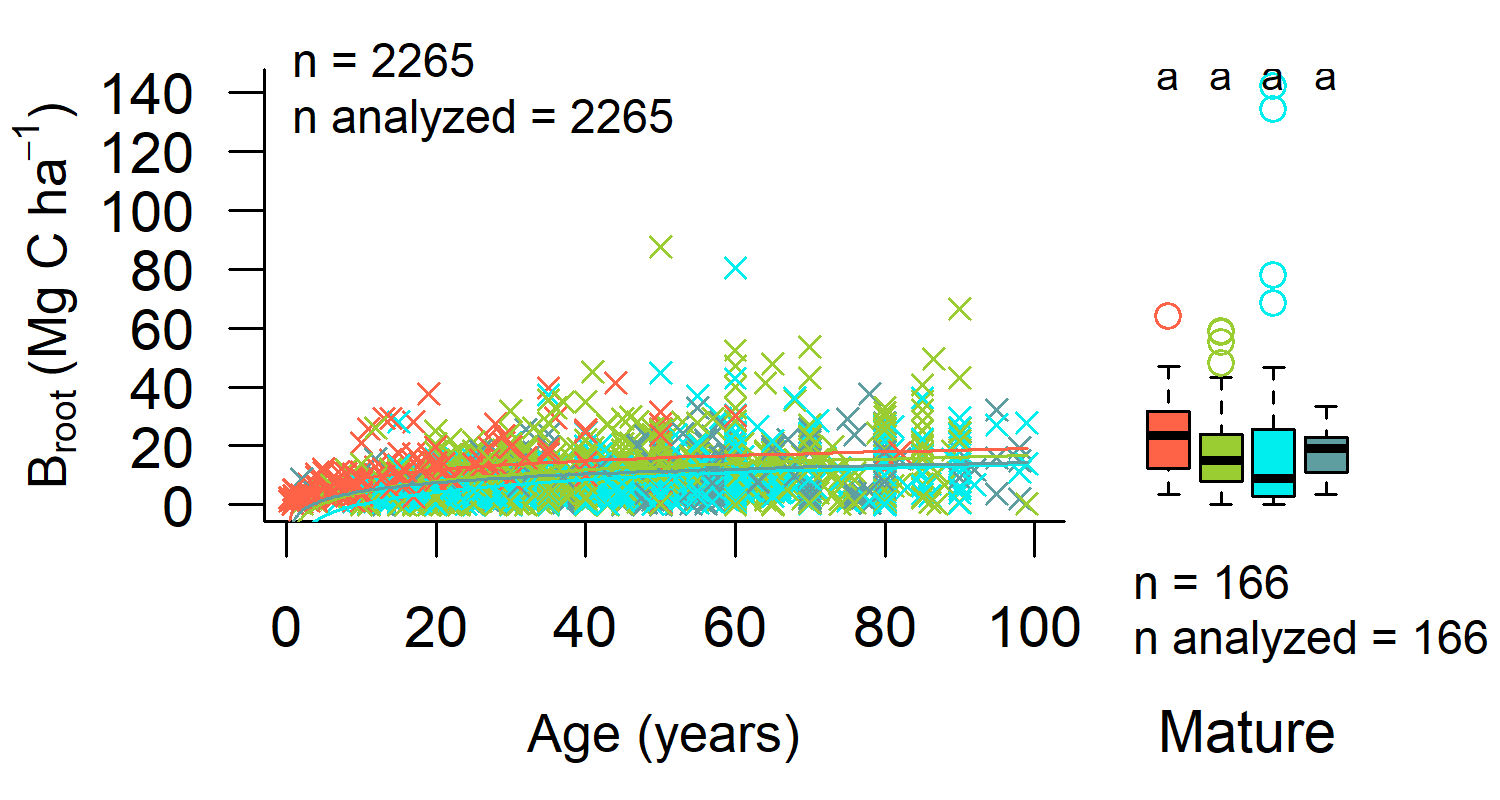 n = 2265
n analyzed = 2265
a a a a
140
120
100
80
60
40
20
0
B_root (Mg C ha⁻¹)
0 20 40 60 80 100
n = 166
n analyzed = 166
Age (years)
Mature